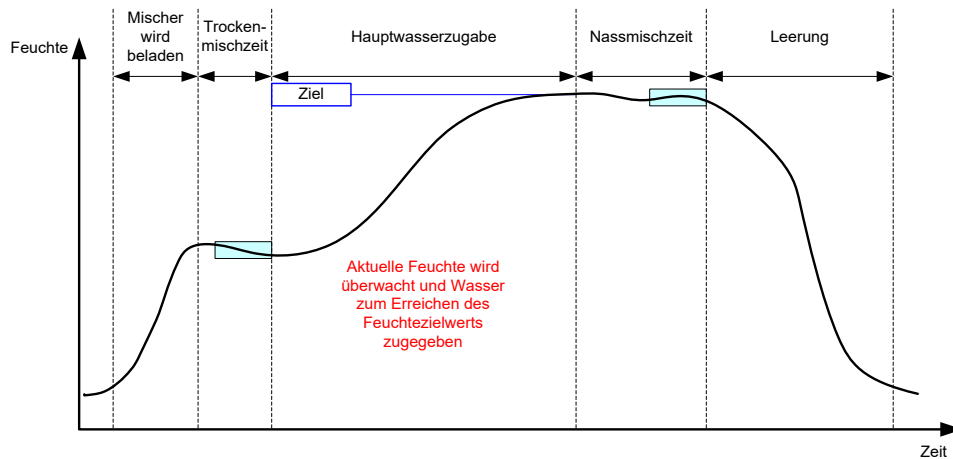 Feuchte
Mischer
wird
beladen
Trocken-
mischzeit
Hauptwasserzugabe
Nassmischzeit
Leerung
Ziel
Aktuelle Feuchte wird
überwacht und Wasser
zum Erreichen des
Feuchtezielwerts
zugegeben
Zeit